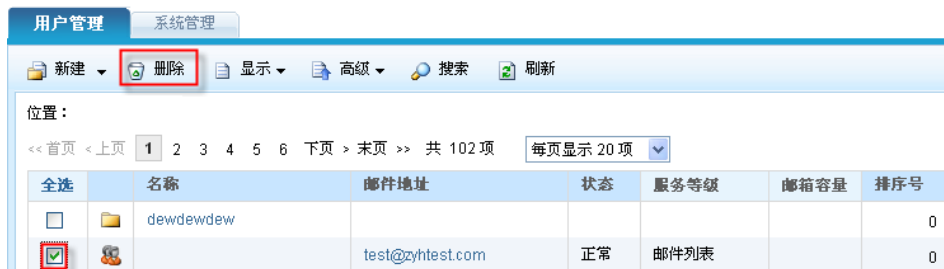 用户管理 系统管理
新建 删除 显示 高级 搜索 刷新
位置：
<< 首页 < 上页 1 2 3 4 5 6 下页 > 末页 >> 共 102 项 每页显示 20 项
全选 名称 邮件地址 状态 服务等级 邮箱容量 排序号
dewdewdew 0
test@zyhtest.com 正常 邮件列表 0